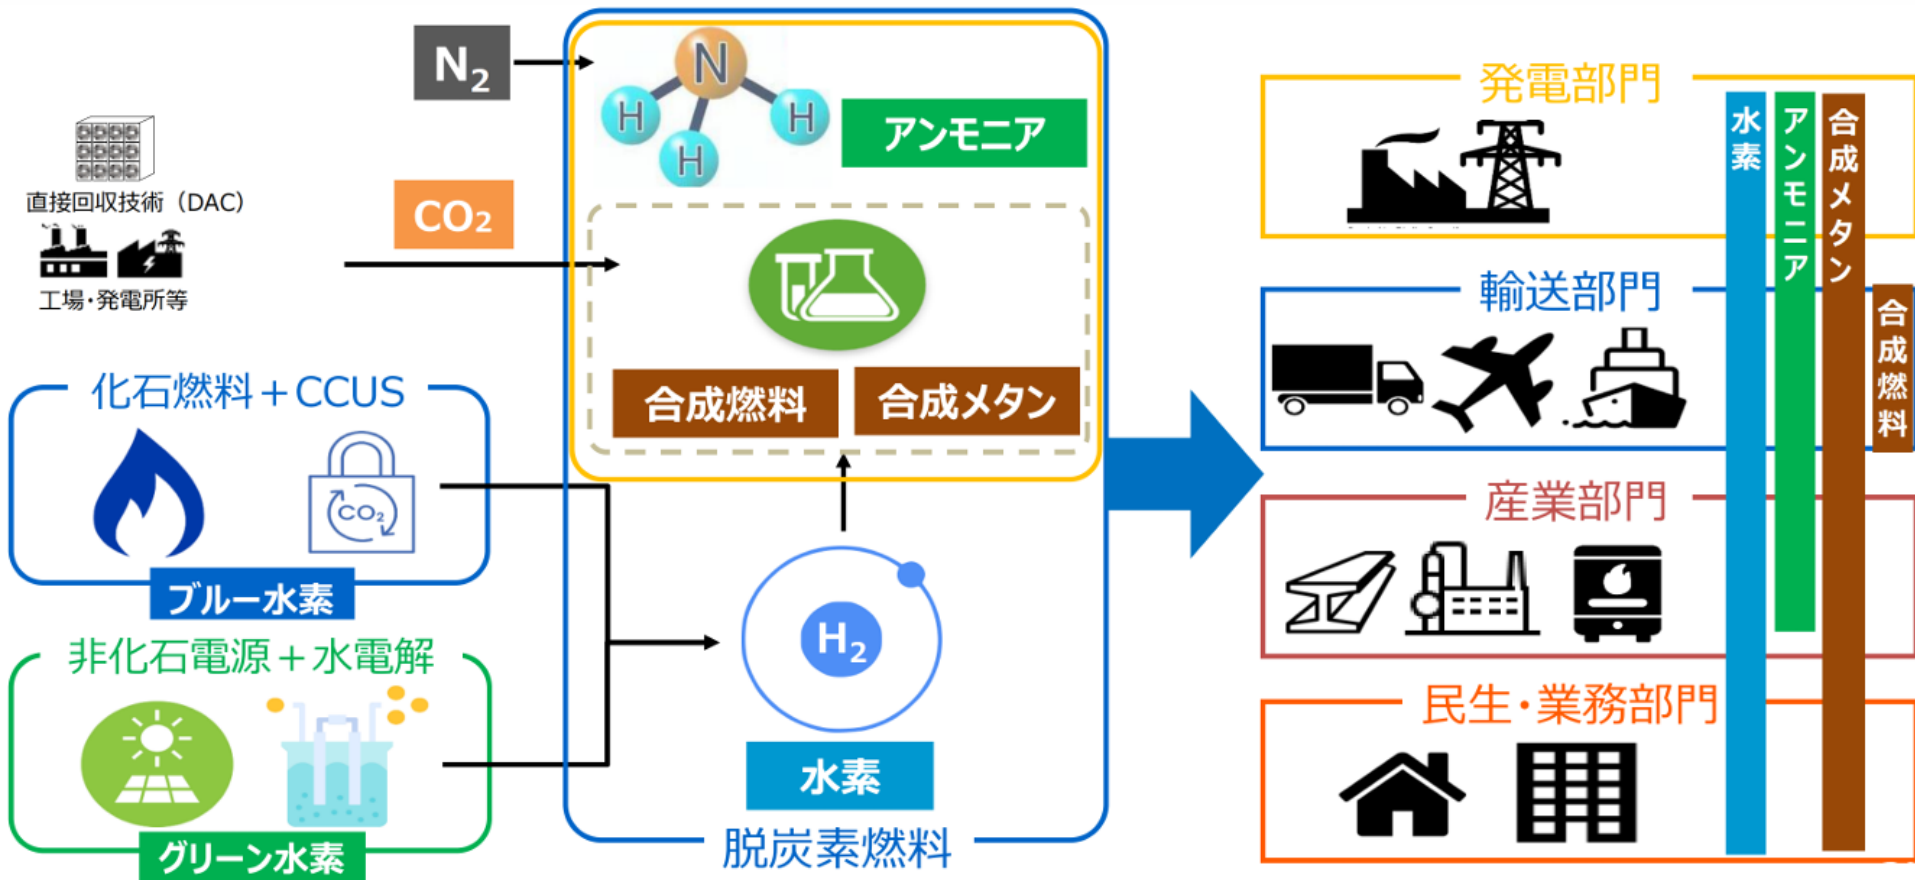 N₂
N
H
H
H
アンモニア
直接回収技術（DAC）
工場・発電所等
CO₂
合成燃料
合成メタン
化石燃料＋CCUS
CO₂
ブルー水素
非化石電源＋水電解
グリーン水素
H₂
水素
脱炭素燃料
発電部門
輸送部門
産業部門
民生・業務部門
水素
アンモニア
合成メタン
合成燃料